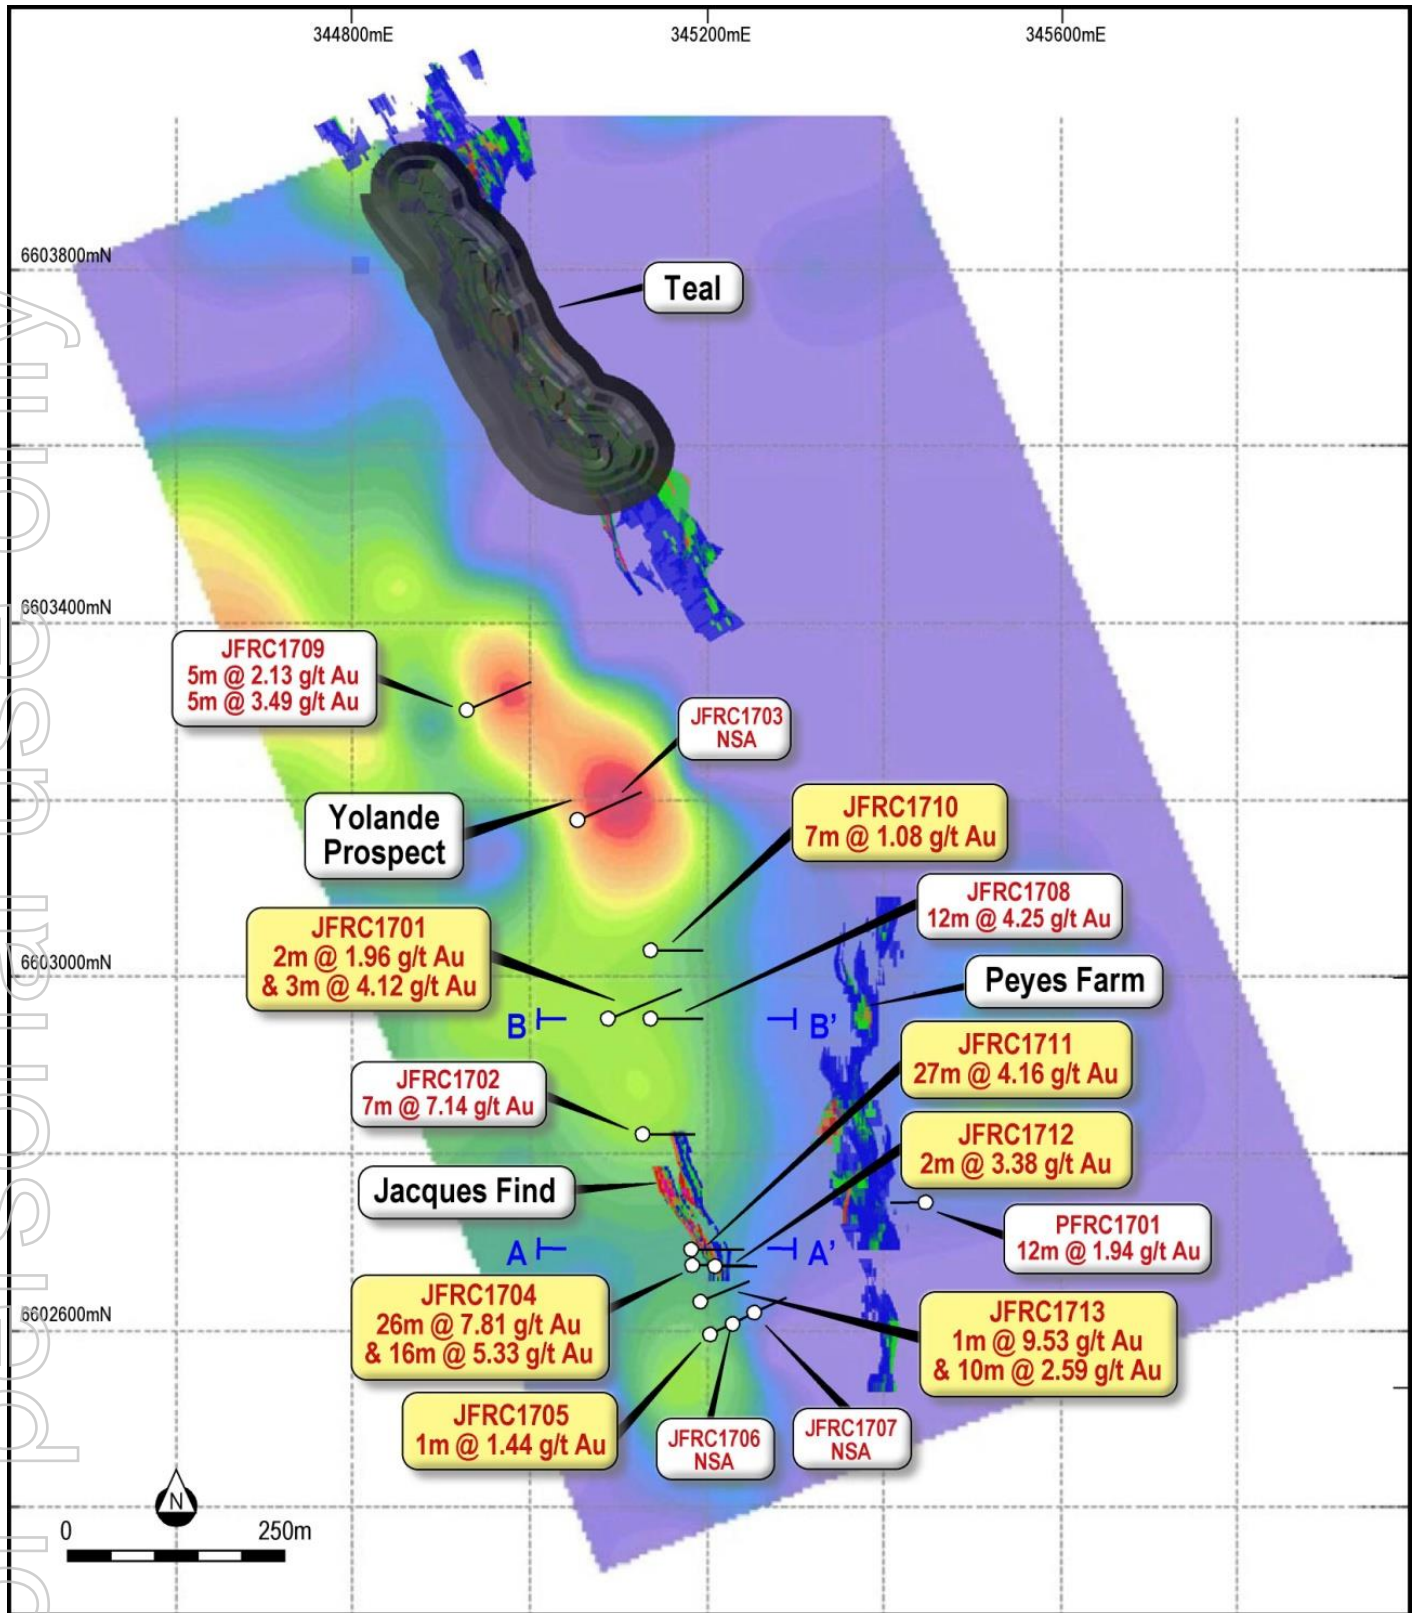 344800mE
345200mE
345600mE
6603800mN
Teal
6603400mN
JFRC1709
5m @ 2.13 g/t Au
5m @ 3.49 g/t Au
JFRC1703
NSA
Yolande
Prospect
JFRC1710
7m @ 1.08 g/t Au
JFRC1708
12m @ 4.25 g/t Au
JFRC1701
2m @ 1.96 g/t Au
& 3m @ 4.12 g/t Au
6603000mN
Peyes Farm
B
B'
JFRC1711
27m @ 4.16 g/t Au
JFRC1702
7m @ 7.14 g/t Au
JFRC1712
2m @ 3.38 g/t Au
Jacques Find
PFRC1701
12m @ 1.94 g/t Au
A
A'
JFRC1704
26m @ 7.81 g/t Au
& 16m @ 5.33 g/t Au
6602600mN
JFRC1713
1m @ 9.53 g/t Au
& 10m @ 2.59 g/t Au
JFRC1705
1m @ 1.44 g/t Au
JFRC1706
NSA
JFRC1707
NSA
N
0
250m